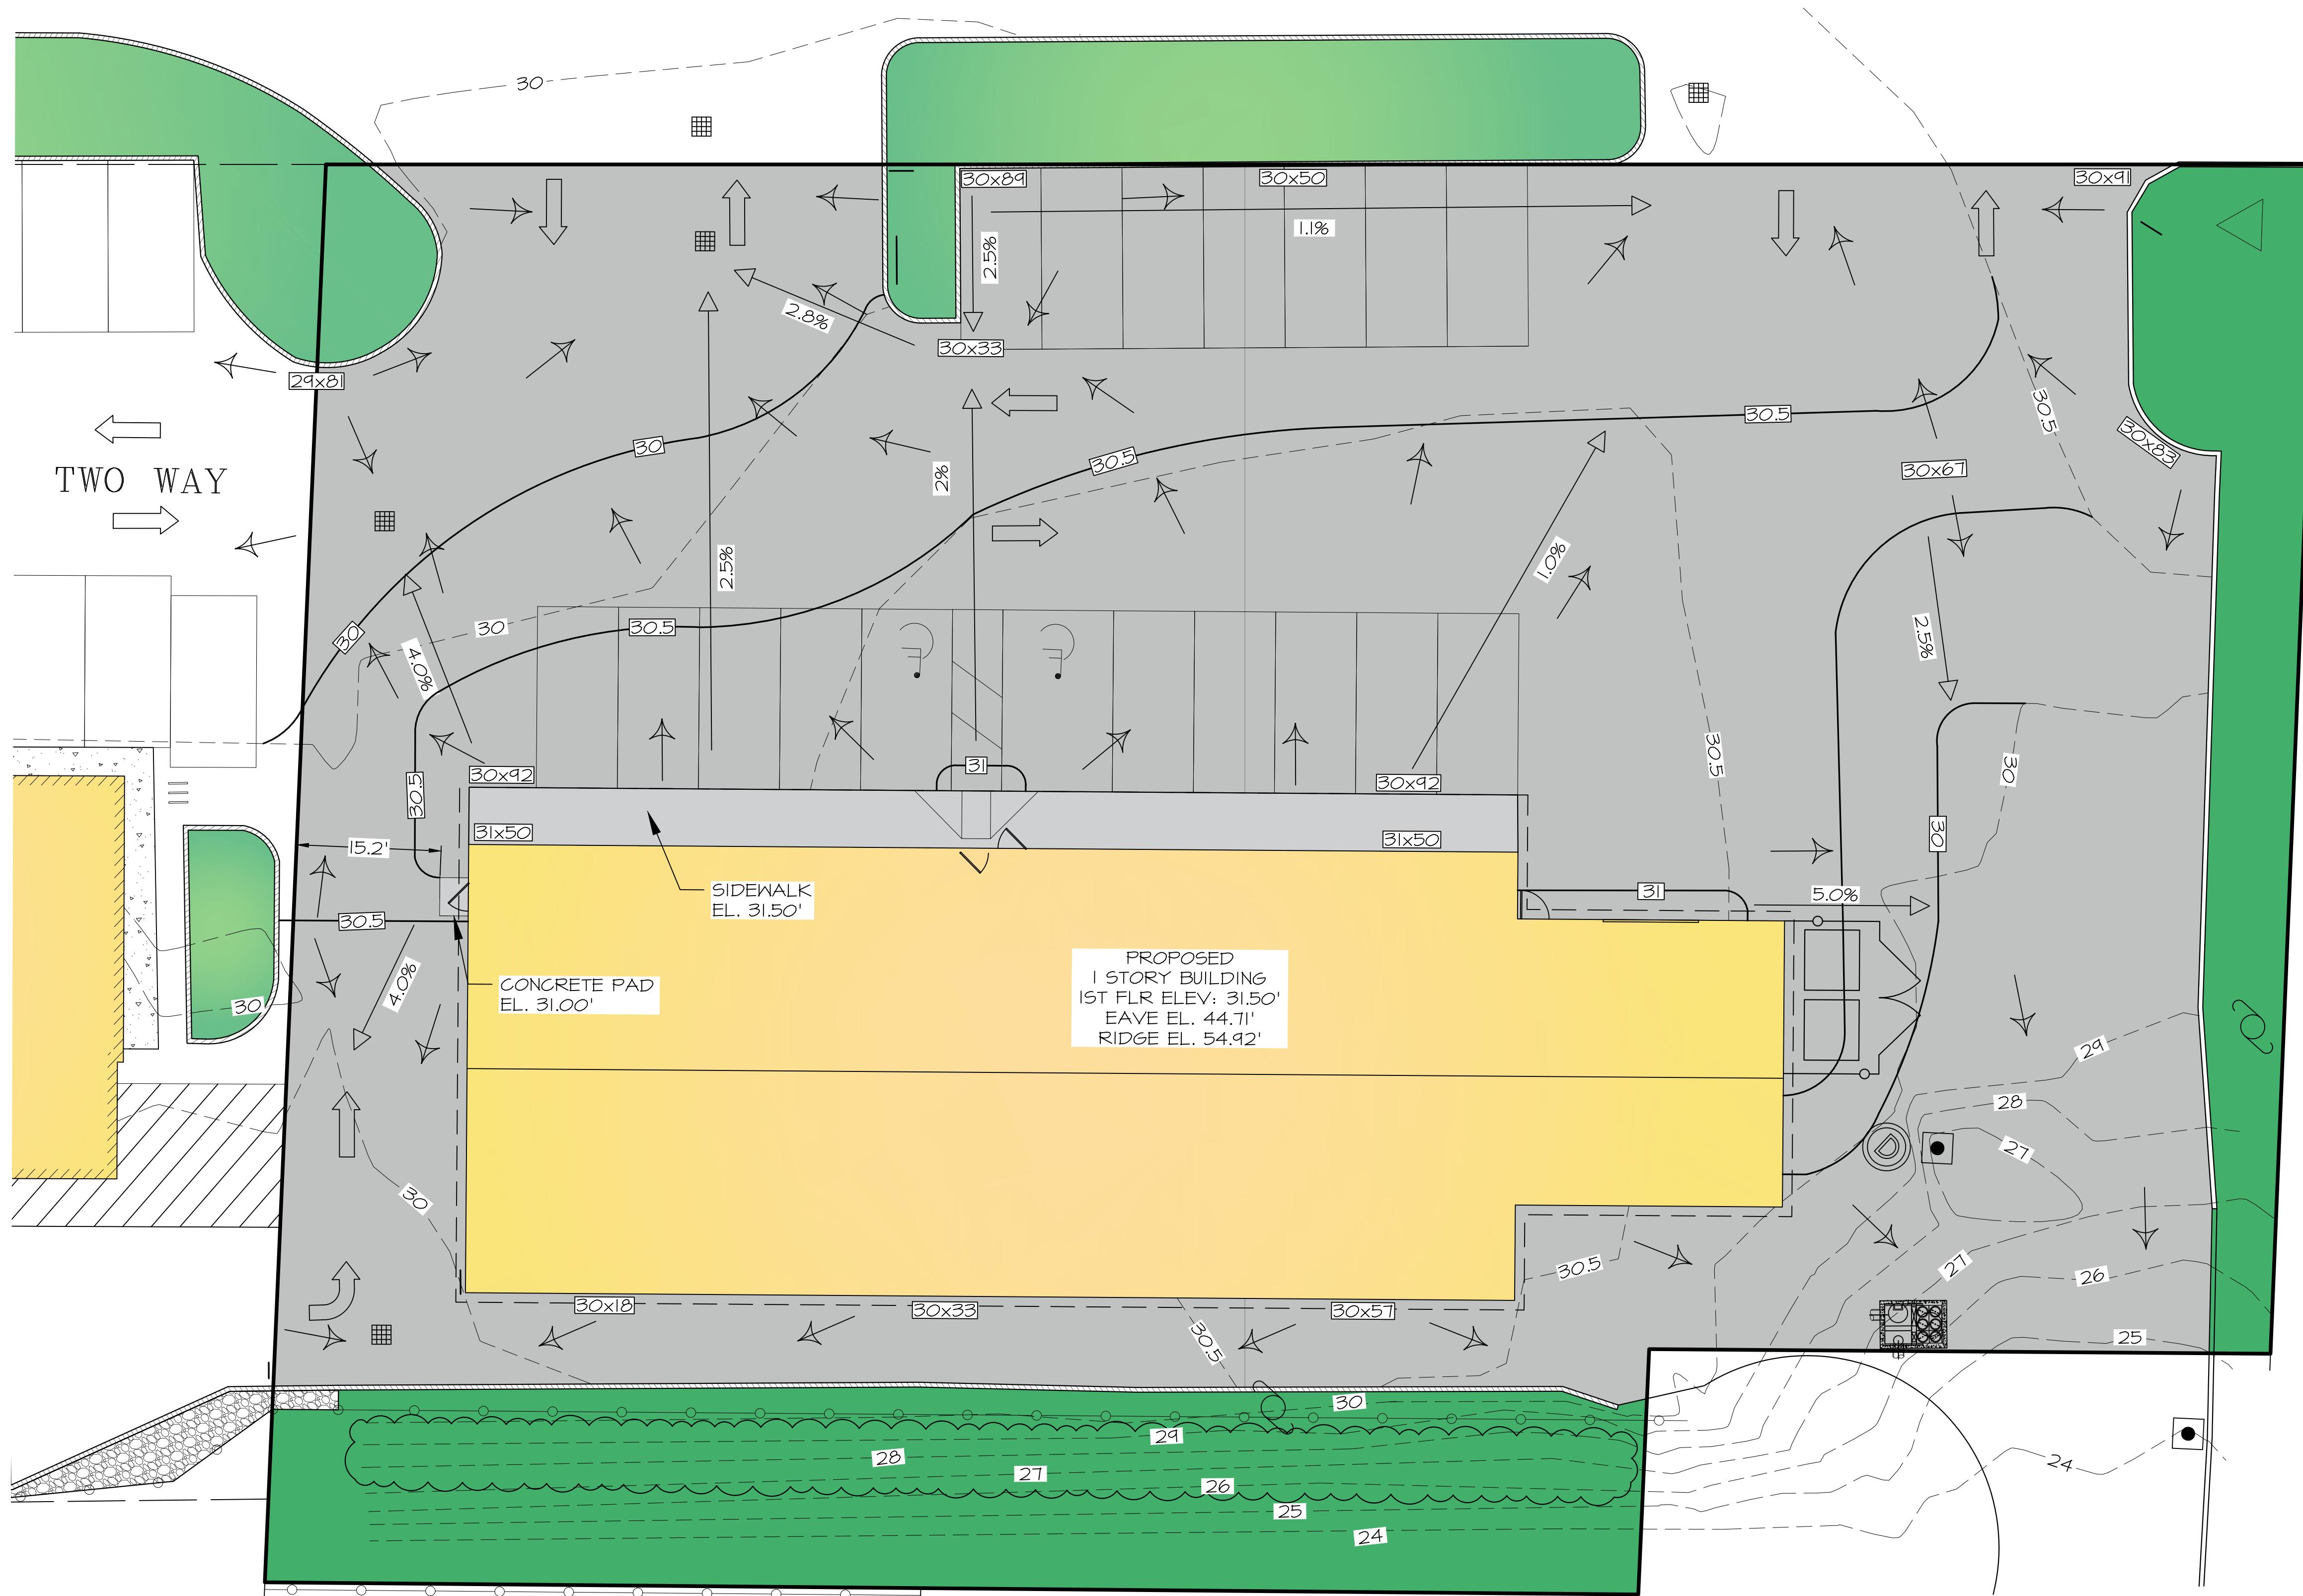 30
30x89
30x50
30x91
1.1%
2.5%
2.8%
30x33
29x81
30.5
30.5
30x83
30
30.5
30x67
TWO WAY
2%
1.0%
2.5%
30
30
30.5
2.5%
4.0%
30.5
31
30
30x92
30x92
30.5
31x50
31x50
30
15.2'
SIDEWALK
EL. 31.50'
31
5.0%
30.5
PROPOSED
1 STORY BUILDING
1ST FLR ELEV: 31.50'
EAVE EL. 44.71'
RIDGE EL. 54.92'
4.0%
CONCRETE PAD
EL. 31.00'
30
29
28
27
30
30.5
27
26
30x18
30x33
30x57
30.5
25
30
29
28
27
26
25
24
24